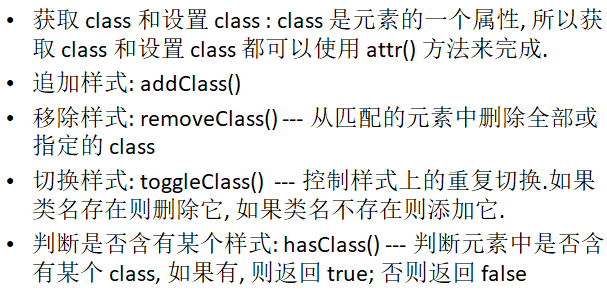 • 获取 class 和设置 class : class 是元素的一个属性, 所以获
取 class 和设置 class 都可以使用 attr() 方法来完成.
• 追加样式: addClass()
• 移除样式: removeClass() --- 从匹配的元素中删除全部或
指定的 class
• 切换样式: toggleClass() --- 控制样式上的重复切换.如果
类名存在则删除它, 如果类名不存在则添加它.
• 判断是否含有某个样式: hasClass() --- 判断元素中是否含
有某个 class, 如果有, 则返回 true; 否则返回 false